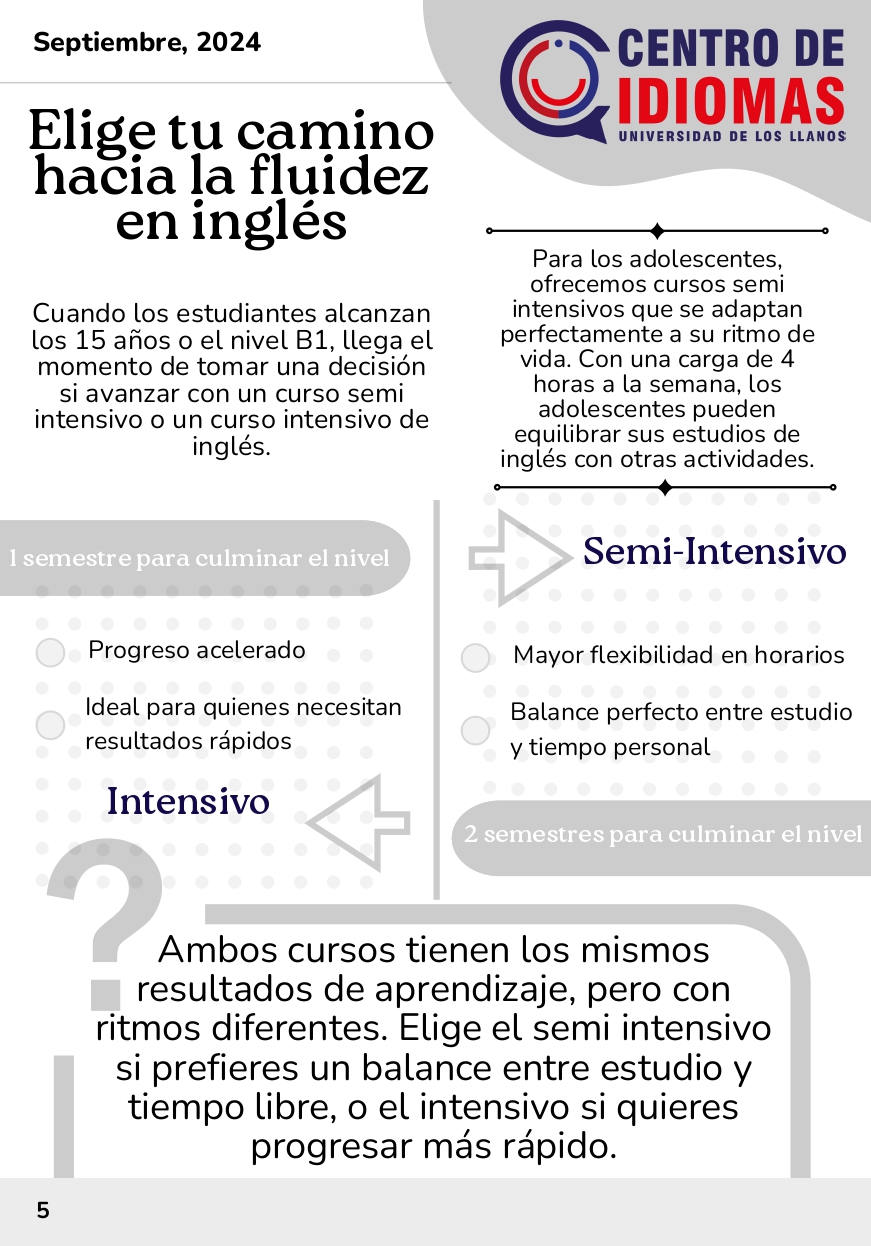 Septiembre, 2024
CENTRO DE
IDIOMAS
UNIVERSIDAD DE LOS LLANOS
Elige tu camino
hacia la fluidez
en inglés
Cuando los estudiantes alcanzan
los 15 años o el nivel B1, llega el
momento de tomar una decisión
si avanzar con un curso semi
intensivo o un curso intensivo de
inglés.
Para los adolescentes,
ofrecemos cursos semi
intensivos que se adaptan
perfectamente a su ritmo de
vida. Con una carga de 4
horas a la semana, los
adolescentes pueden
equilibrar sus estudios de
inglés con otras actividades.
1 semestre para culminar el nivel
Progreso acelerado
Ideal para quienes necesitan
resultados rápidos
Intensivo
Semi-Intensivo
Mayor flexibilidad en horarios
Balance perfecto entre estudio
y tiempo personal
2 semestres para culminar el nivel
?
Ambos cursos tienen los mismos
resultados de aprendizaje, pero con
ritmos diferentes. Elige el semi intensivo
si prefieres un balance entre estudio y
tiempo libre, o el intensivo si quieres
progresar más rápido.
5